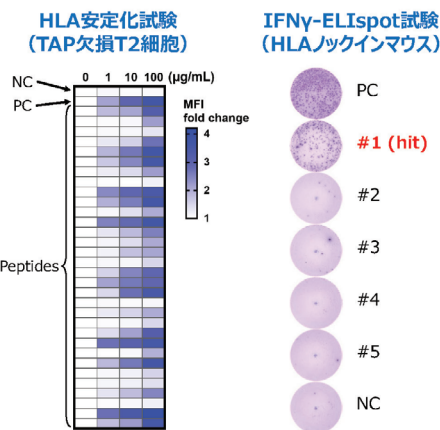 HLA安定化試験
(TAP欠損T2細胞)
0 1 10 100 (μg/mL)
NC
PC
MFI
fold change
4
3
2
1
Peptides
IFNγ-ELIspot試験
(HLAノックインマウス)
PC
#1 (hit)
#2
#3
#4
#5
NC